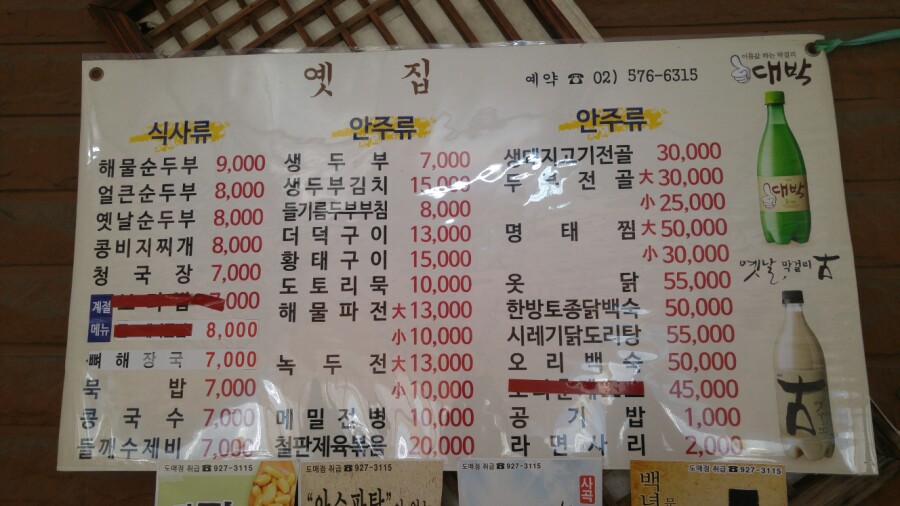 옛 집
예약 ☎ 02) 576-6315
식사류
해물순두부 9,000
얼큰순두부 8,000
옛날순두부 8,000
콩비지찌개 8,000
청국장 7,000
계절
메뉴
8,000
뼈해장국 7,000
묵밥 7,000
콩국수 7,000
들깨수제비 7,000
안주류
생두부 7,000
생두부김치 15,000
들기름두부부침 8,000
더덕구이 13,000
황태구이 15,000
도토리묵 10,000
해물파전 大 13,000
小 10,000
녹두전 大 13,000
小 10,000
메밀전병 10,000
철판제육볶음 20,000
안주류
생돼지고기전골 30,000
두부전골 大 30,000
小 25,000
명태찜 大 50,000
小 30,000
옷닭 55,000
한방토종닭백숙 50,000
시레기닭도리탕 55,000
오리백숙 50,000
45,000
공기밥 1,000
라면사리 2,000
대박
대박
옛날 막걸리 古
古
도매점 취급 ☎ 927-3115
도매점 취급 ☎ 927-3115
도매점 취급 ☎ 927-3115
도매점 취급 ☎ 927-3115
사곡
백년